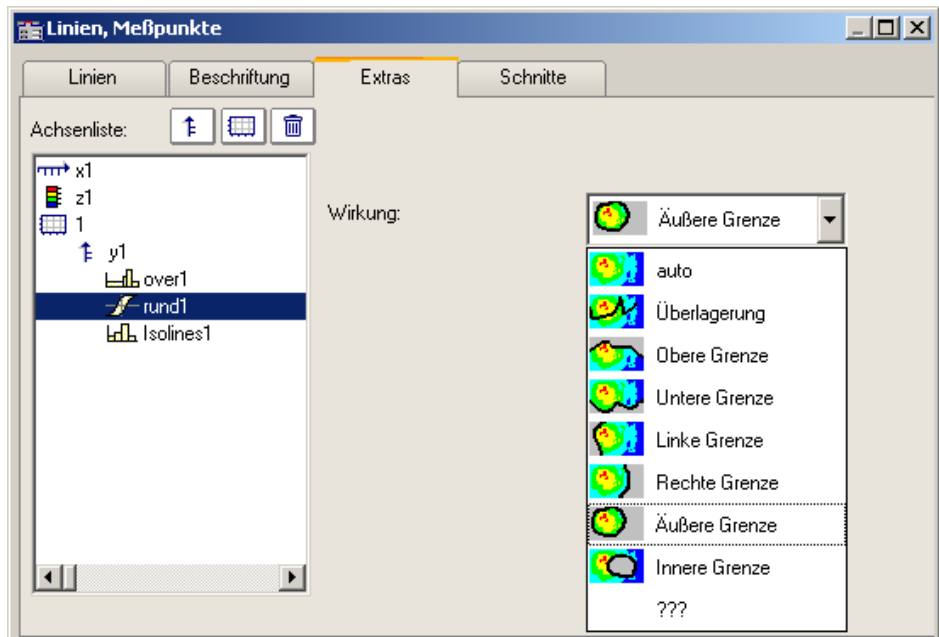 Linien, Meßpunkte
Linien
Beschriftung
Extras
Schnitte
Achsenliste:
x1
z1
1
y1
over1
rund1
Isolines1
Wirkung:
Äußere Grenze
auto
Überlagerung
Obere Grenze
Untere Grenze
Linke Grenze
Rechte Grenze
Äußere Grenze
Innere Grenze
???